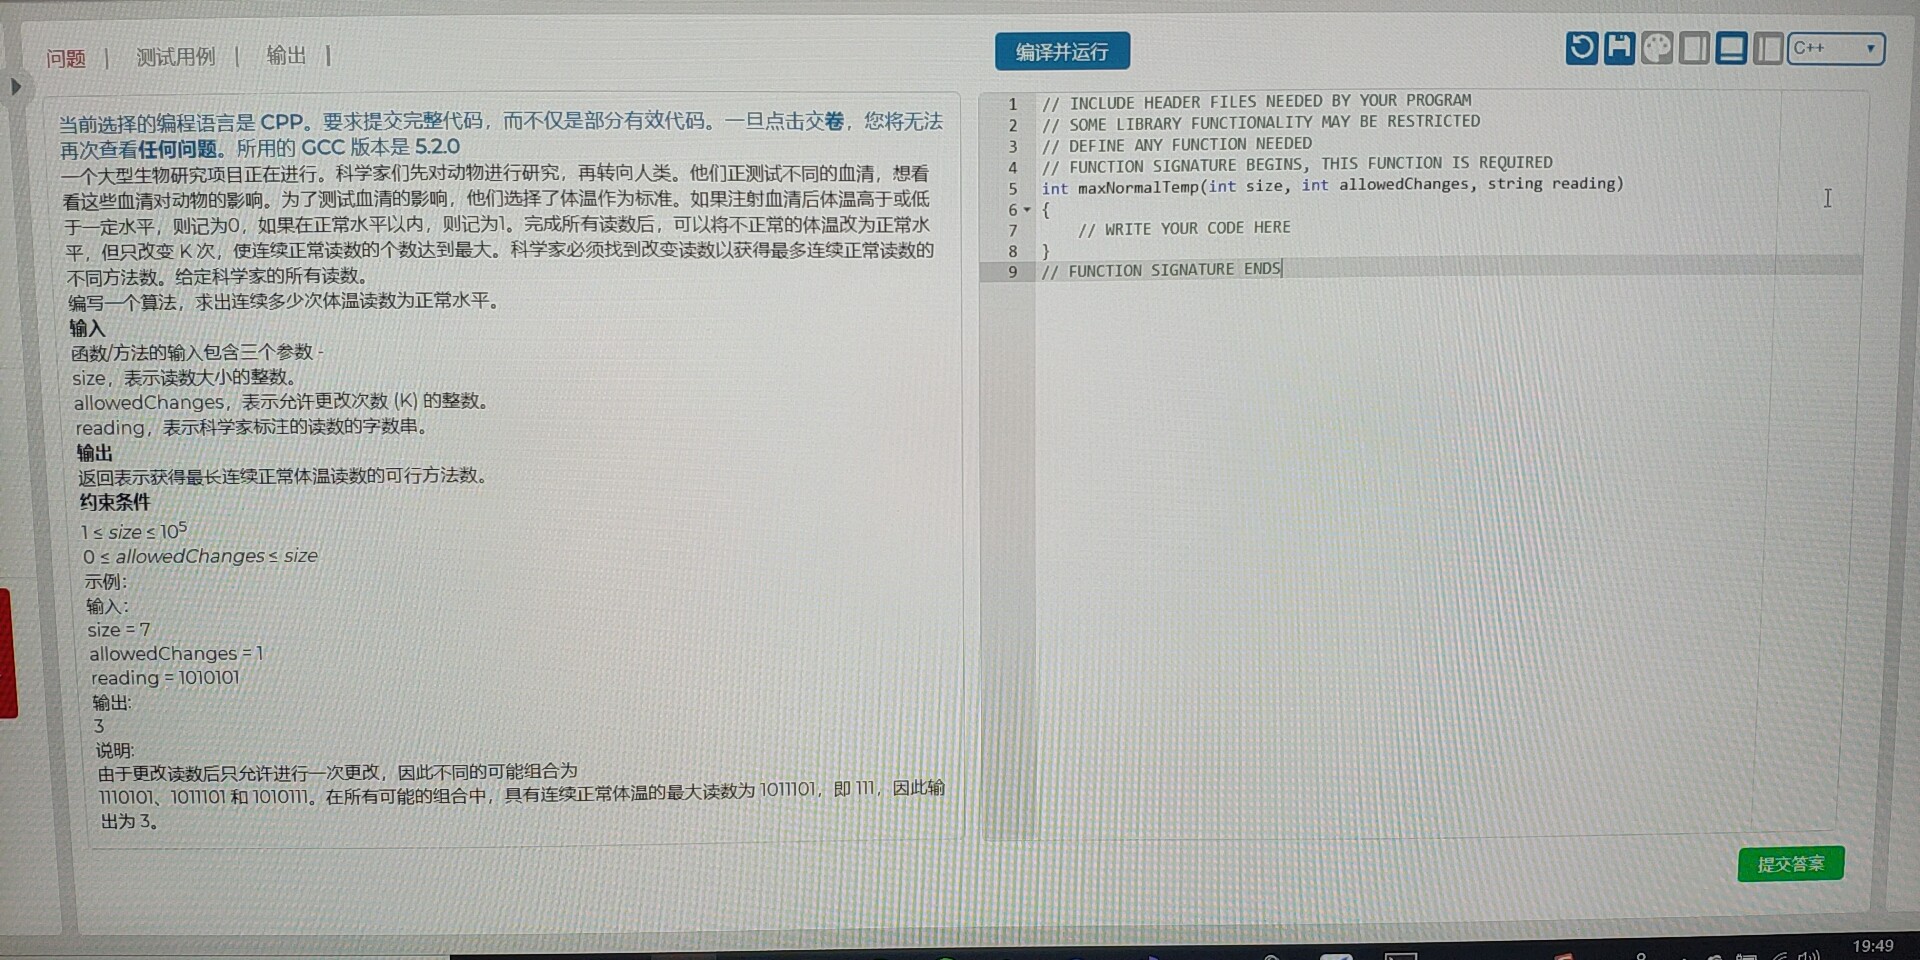 问题 | 测试用例 | 输出 |
编译并运行
C++
当前选择的编程语言是 CPP。要求提交完整代码，而不仅是部分有效代码。一旦点击交卷，您将无法
再次查看任何问题。所用的 GCC 版本是 5.2.0
一个大型生物研究项目正在进行。科学家们先对动物进行研究，再转向人类。他们正测试不同的血清，想看
看这些血清对动物的影响。为了测试血清的影响，他们选择了体温作为标准。如果注射血清后体温高于或低
于一定水平，则记为0，如果在正常水平以内，则记为1。完成所有读数后，可以将不正常的体温改为正常水
平，但只改变 K 次，使连续正常读数的个数达到最大。科学家必须找到改变读数以获得最多连续正常读数的
不同方法数。给定科学家的所有读数。
编写一个算法，求出连续多少次体温读数为正常水平。
输入
函数/方法的输入包含三个参数 -
size，表示读数大小的整数。
allowedChanges，表示允许更改次数 (K) 的整数。
reading，表示科学家标注的读数的字数串。
输出
返回表示获得最长连续正常体温读数的可行方法数。
约束条件
1 ≤ size ≤ 10⁵
0 ≤ allowedChanges ≤ size
示例:
输入:
size = 7
allowedChanges = 1
reading = 1010101
输出:
3
说明:
由于更改读数后只允许进行一次更改，因此不同的可能组合为
1110101、1011101 和 1010111。在所有可能的组合中，具有连续正常体温的最大读数为 1011101，即 111，因此输
出为 3。
1 // INCLUDE HEADER FILES NEEDED BY YOUR PROGRAM
2 // SOME LIBRARY FUNCTIONALITY MAY BE RESTRICTED
3 // DEFINE ANY FUNCTION NEEDED
4 // FUNCTION SIGNATURE BEGINS, THIS FUNCTION IS REQUIRED
5 int maxNormalTemp(int size, int allowedChanges, string reading)
6 {
7 // WRITE YOUR CODE HERE
8 }
9 // FUNCTION SIGNATURE ENDS
提交答案
19:49